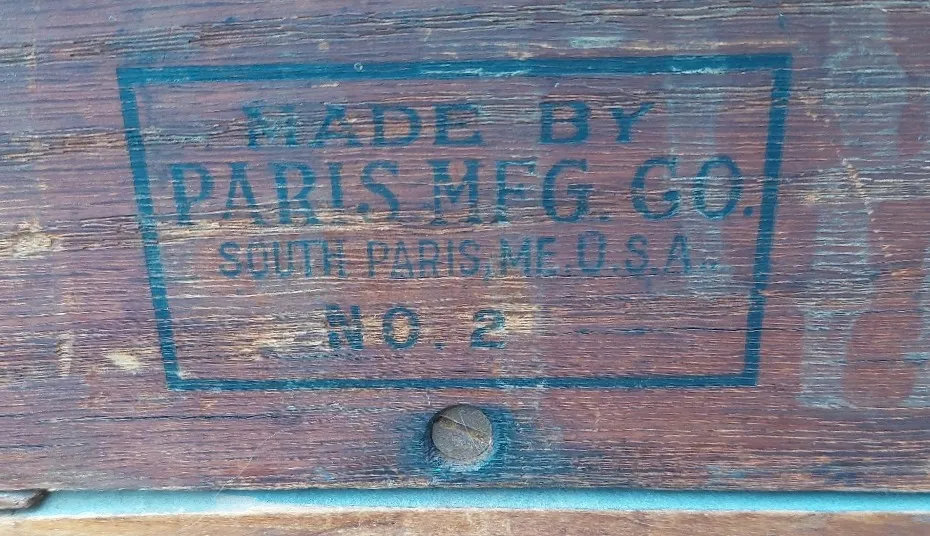 MADE BY
PARIS MFG. CO.
SOUTH PARIS, ME. U.S.A.
NO. 2